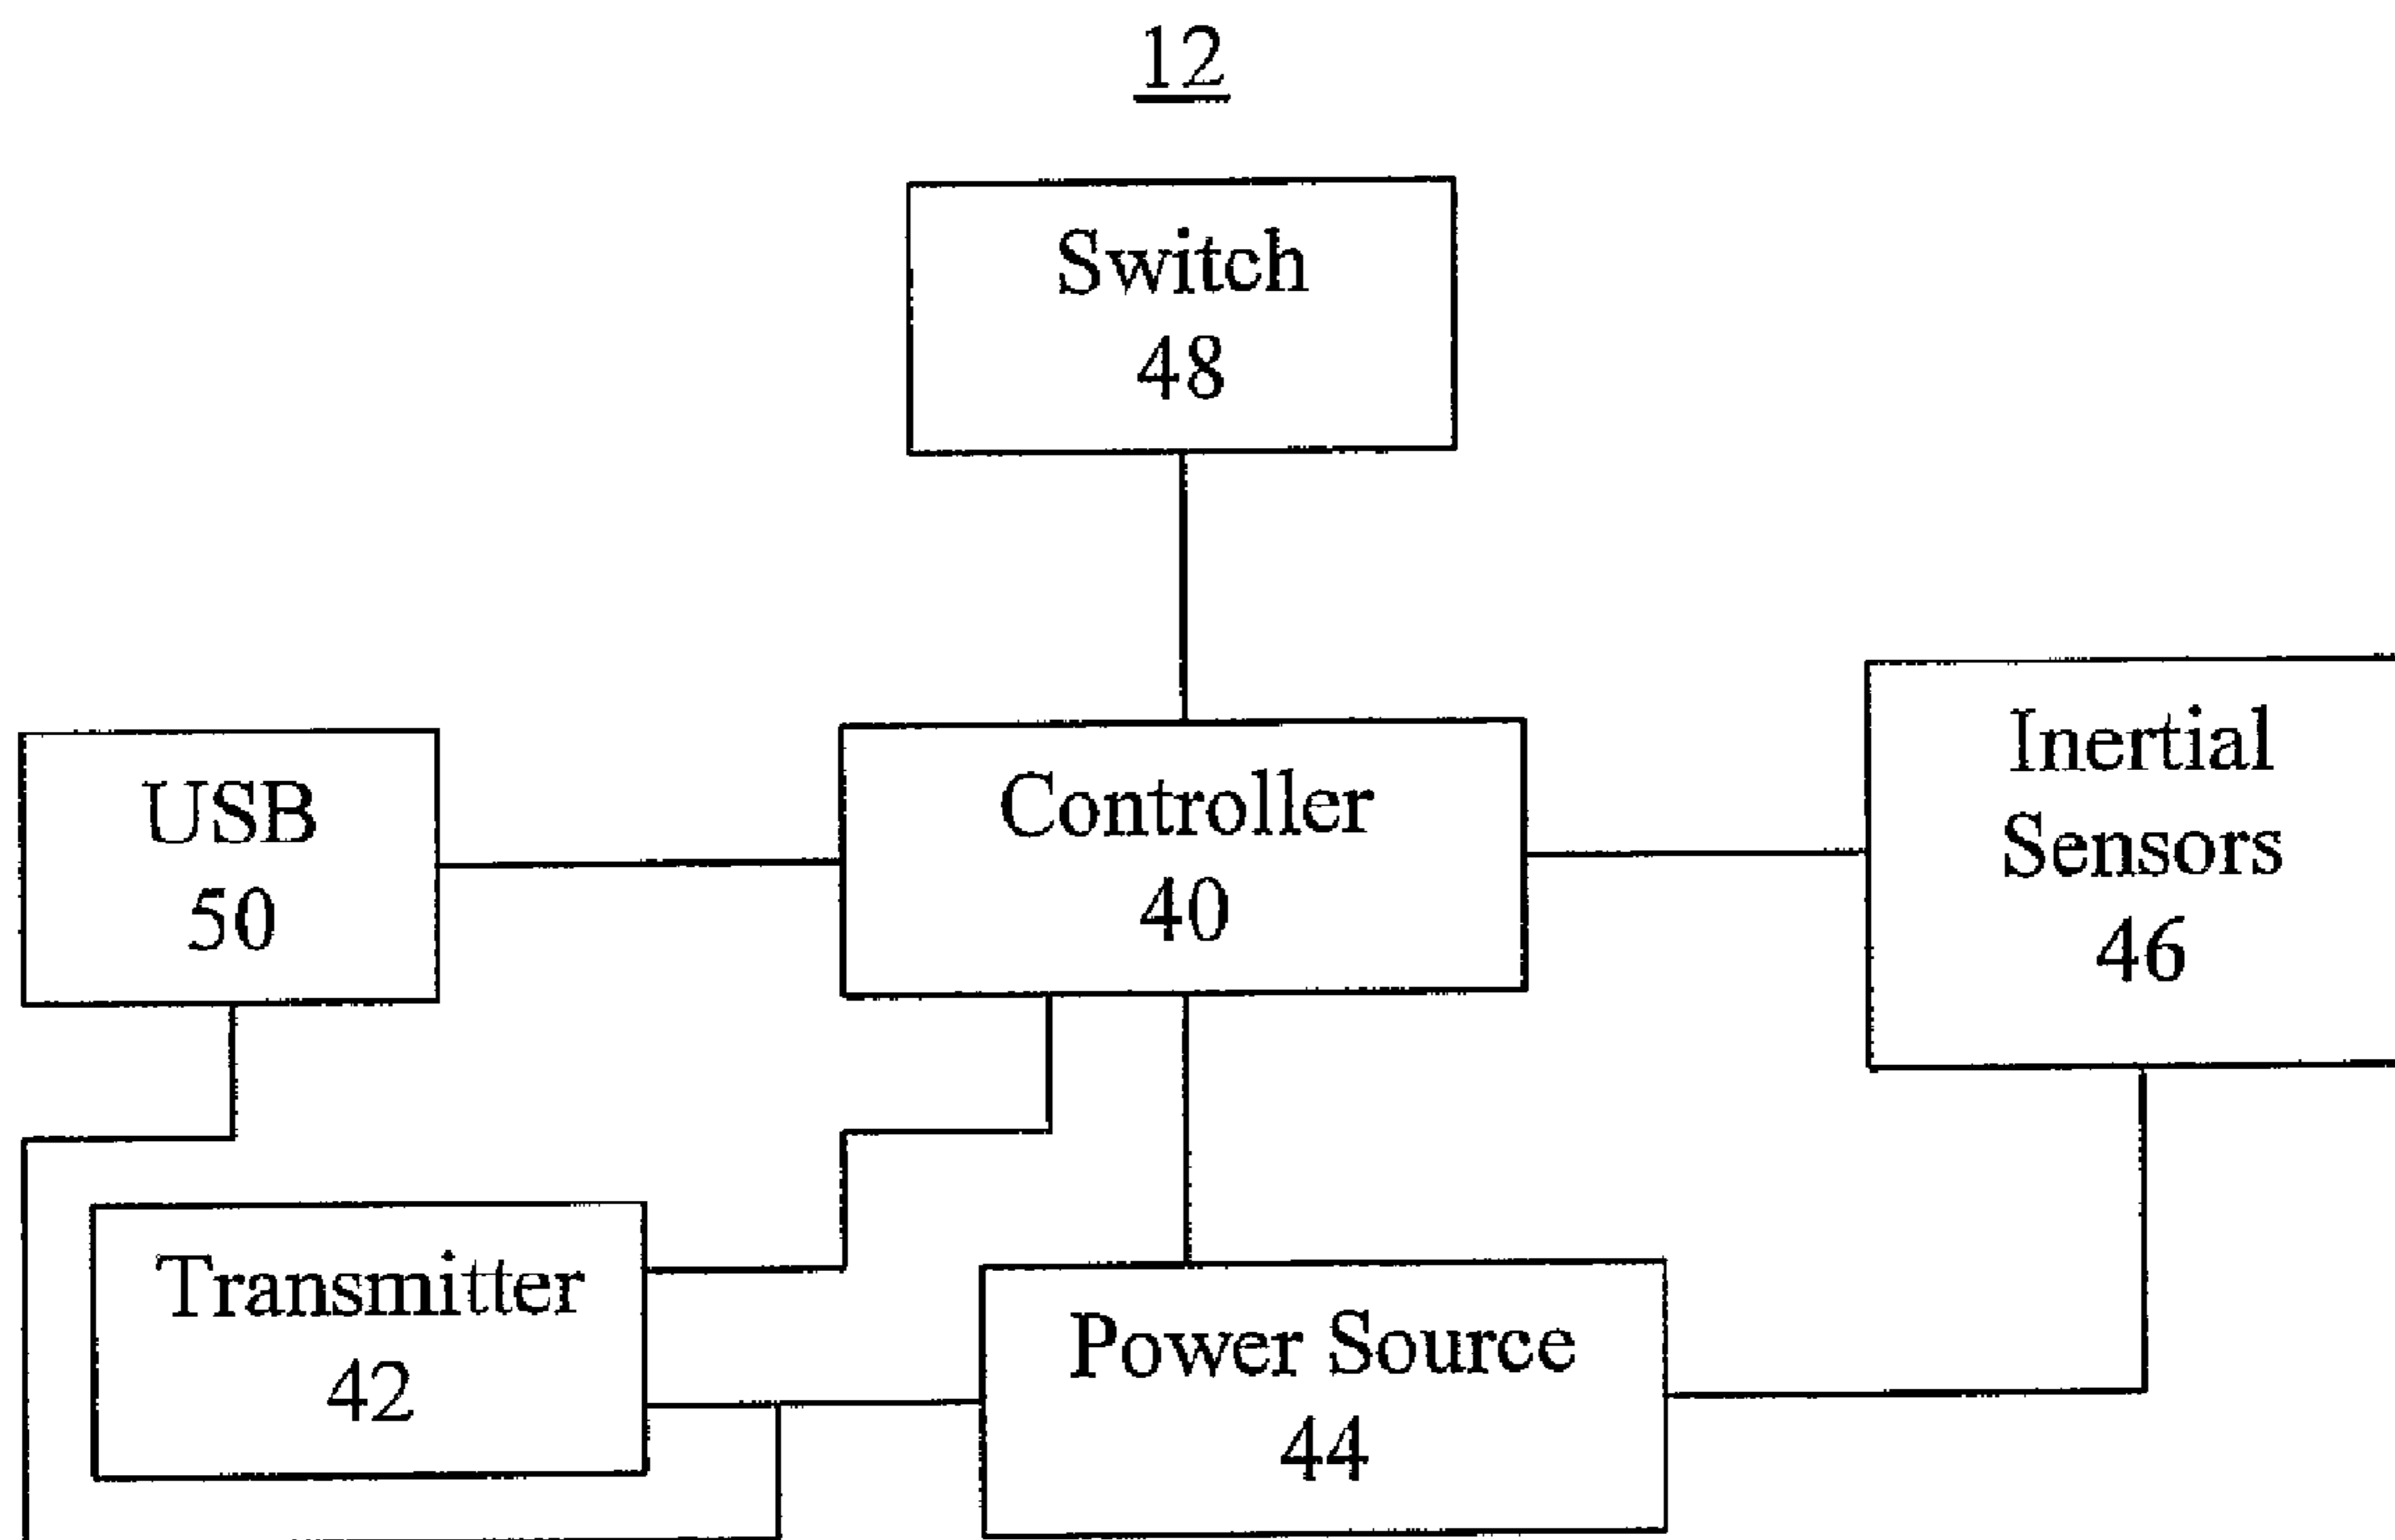 12
Switch
48
USB
50
Controller
40
Inertial
Sensors
46
Transmitter
42
Power Source
44